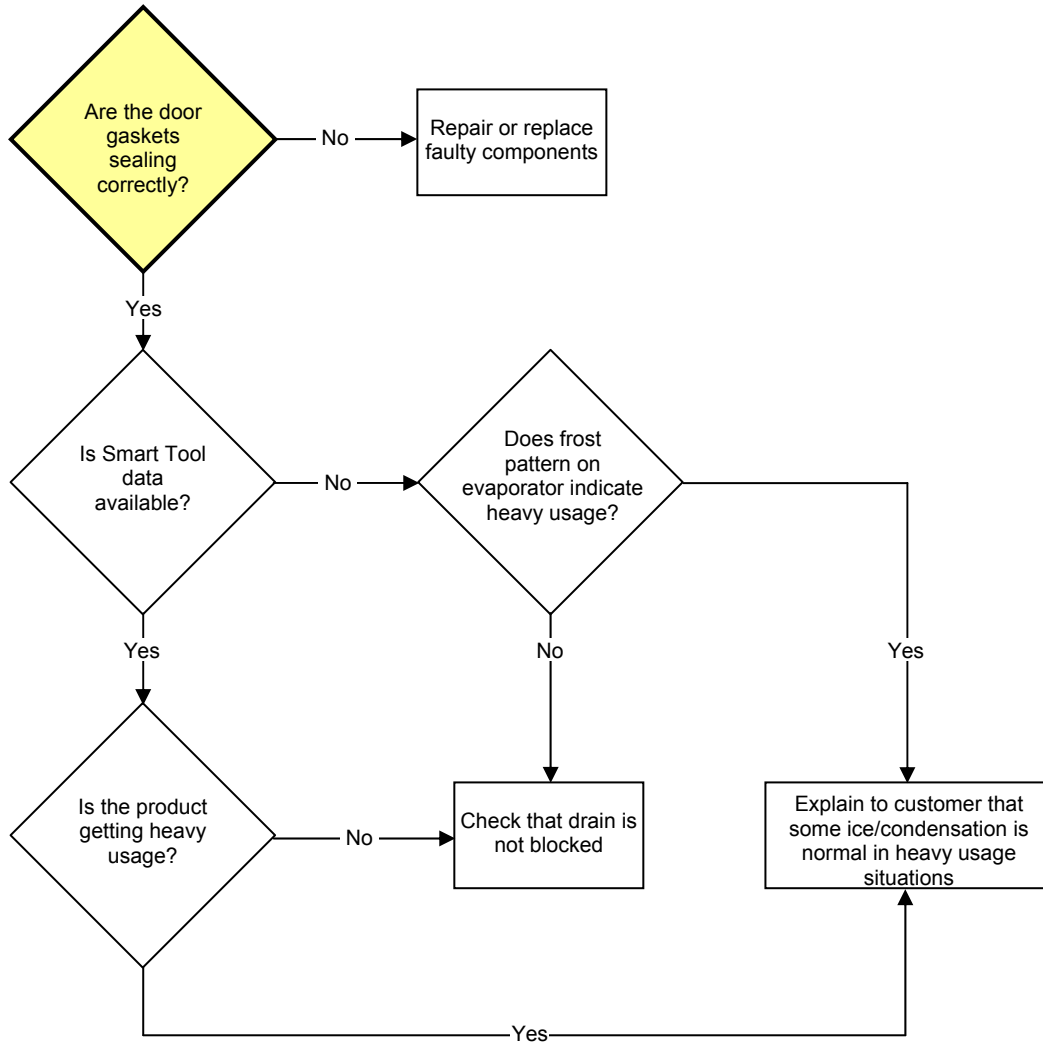 Are the door
gaskets
sealing
correctly?
No
Repair or replace
faulty components
Yes
Is Smart Tool
data
available?
No
Does frost
pattern on
evaporator indicate
heavy usage?
Yes
No
Yes
Is the product
getting heavy
usage?
No
Check that drain is
not blocked
Explain to customer that
some ice/condensation is
normal in heavy usage
situations
Yes